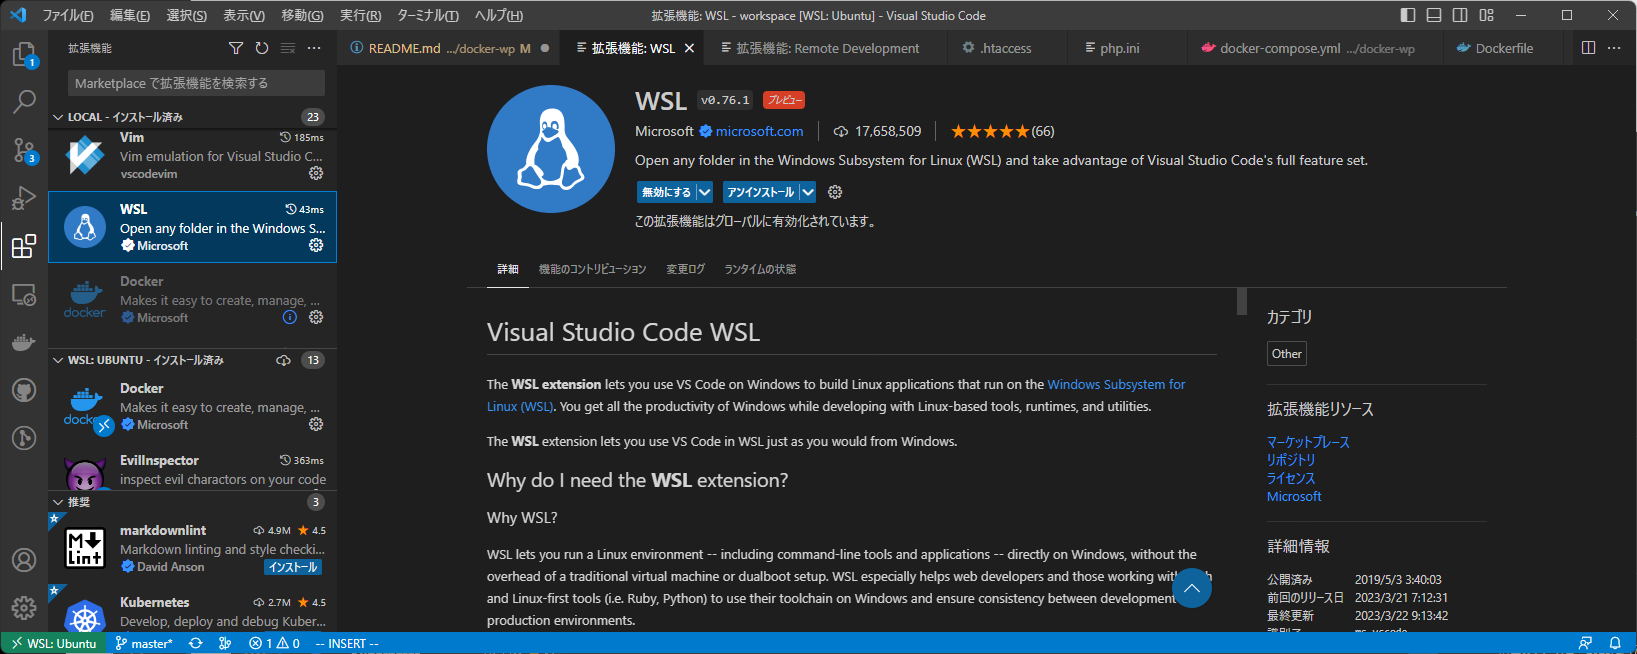 ファイル(F) 編集(E) 選択(S) 表示(V) 移動(G) 実行(R) ターミナル(T) ヘルプ(H) 拡張機能: WSL - workspace [WSL: Ubuntu] - Visual Studio Code
拡張機能
README.md .../docker-wp M
拡張機能: WSL
拡張機能: Remote Development
.htaccess
php.ini
docker-compose.yml .../docker-wp
Dockerfile
1
3
Marketplace で拡張機能を検索する
LOCAL - インストール済み 23
Vim 185ms
Vim emulation for Visual Studio C...
vscodevim
WSL 43ms
Open any folder in the Windows S...
Microsoft
Docker
docker
Makes it easy to create, manage, ...
Microsoft
WSL: UBUNTU - インストール済み 13
Docker
Makes it easy to create, manage, ...
Microsoft
EvilInspector 363ms
inspect evil characters on your code
推奨 3
M Lint
markdownlint 4.9M 4.5
Markdown linting and style checki...
David Anson インストール
Kubernetes 2.7M 4.5
Develop, deploy and debug Kuber...
WSL v0.76.1 プレビュー
Microsoft microsoft.com 17,658,509 (66)
Open any folder in the Windows Subsystem for Linux (WSL) and take advantage of Visual Studio Code's full feature set.
無効にする アンインストール
この拡張機能はグローバルに有効化されています。
詳細 機能のコントリビューション 変更ログ ランタイムの状態
Visual Studio Code WSL
The WSL extension lets you use VS Code on Windows to build Linux applications that run on the Windows Subsystem for
Linux (WSL). You get all the productivity of Windows while developing with Linux-based tools, runtimes, and utilities.
The WSL extension lets you use VS Code in WSL just as you would from Windows.
Why do I need the WSL extension?
Why WSL?
WSL lets you run a Linux environment -- including command-line tools and applications -- directly on Windows, without the
overhead of a traditional virtual machine or dualboot setup. WSL especially helps web developers and those working
and Linux-first tools (i.e. Ruby, Python) to use their toolchain on Windows and ensure consistency between development
production environments.
カテゴリ
Other
拡張機能リソース
マーケットプレース
リポジトリ
ライセンス
Microsoft
詳細情報
公開済み 2019/5/3 3:40:03
前回のリリース日 2023/3/21 7:12:31
最終更新 2023/3/22 9:13:42
WSL: Ubuntu master* 1 0 -- INSERT --